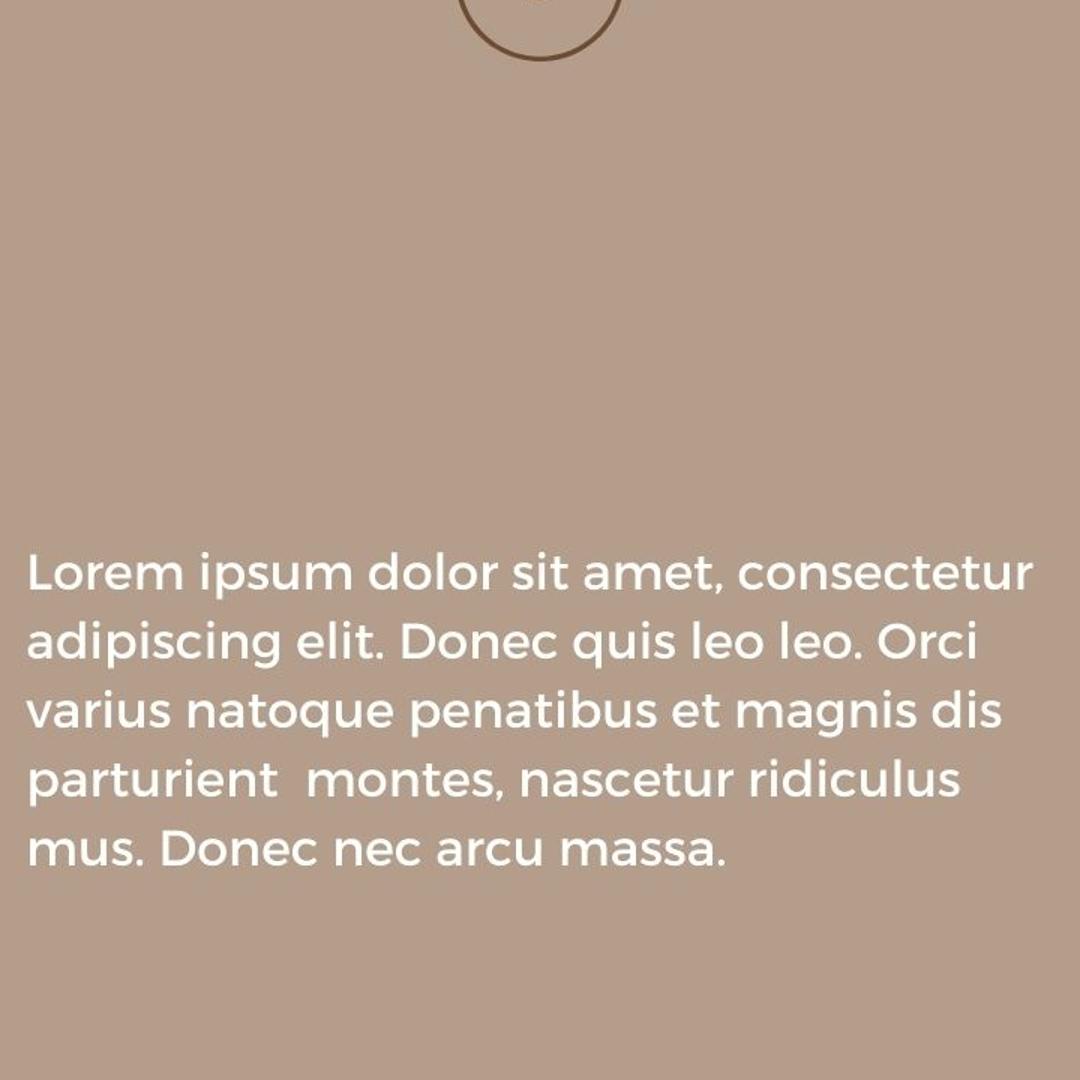 Lorem ipsum dolor sit amet, consectetur
adipiscing elit. Donec quis leo leo. Orci
varius natoque penatibus et magnis dis
parturient  montes, nascetur ridiculus
mus. Donec nec arcu massa.